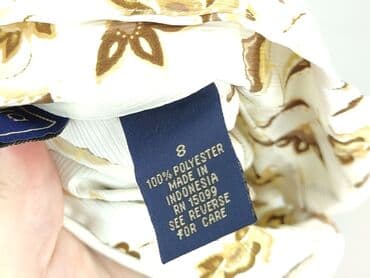 8
100% POLYESTER
MADE IN
INDONESIA
RN 15099
SEE REVERSE
FOR CARE